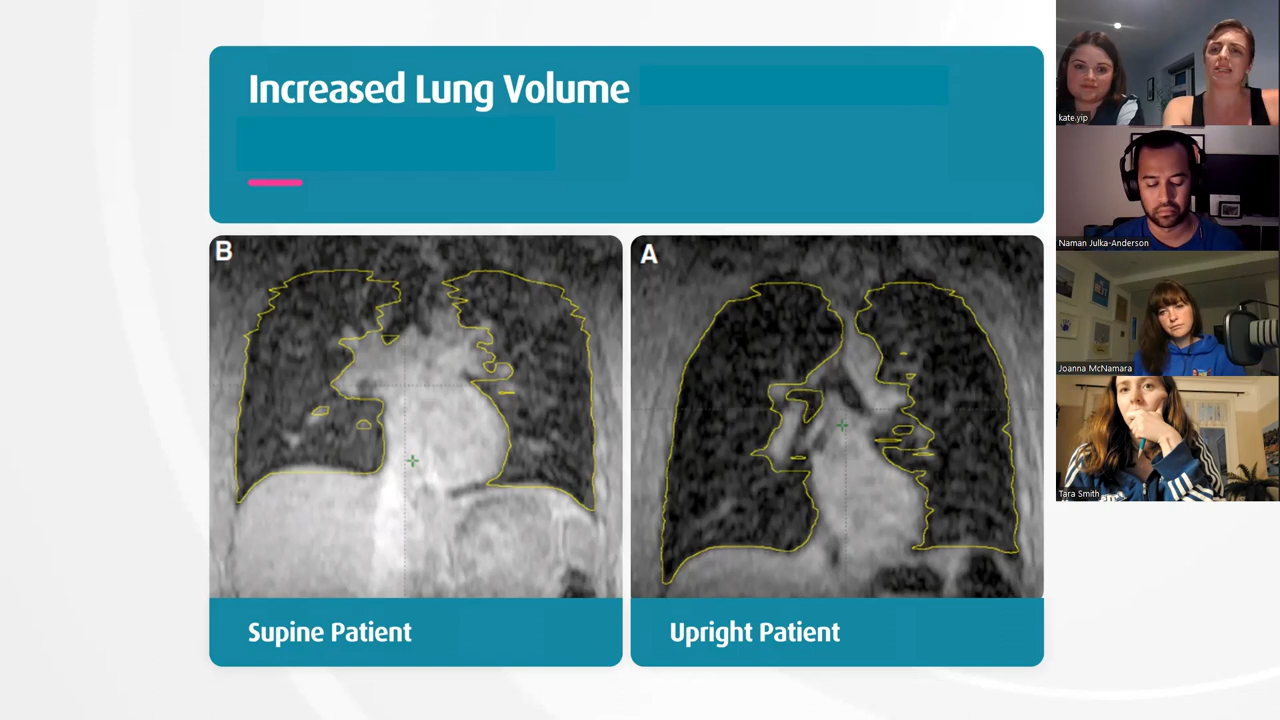 Increased Lung Volume
B
A
Supine Patient
Upright Patient
kate.yip
Naman Julka-Anderson
Joanna McNamara
Tara Smith